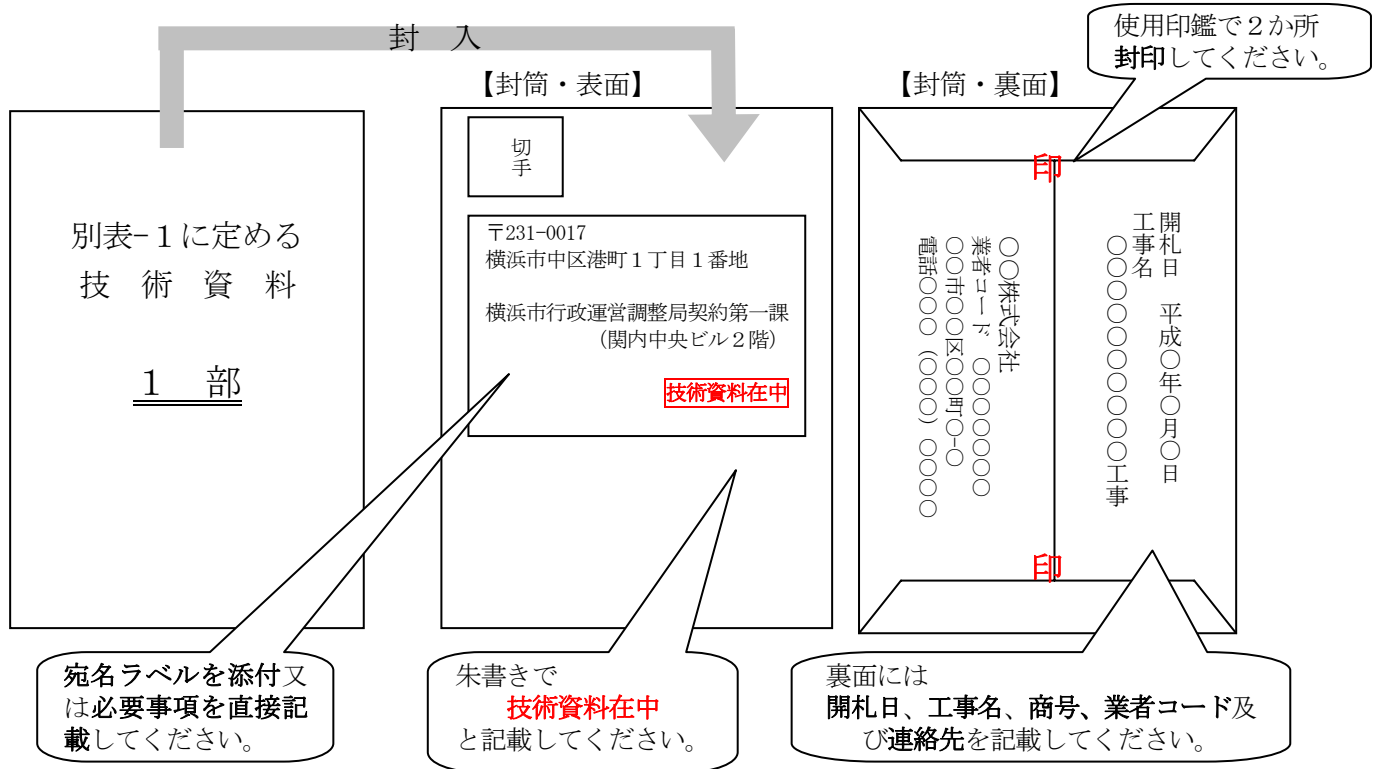 封　入
使用印鑑で２か所
封印してください。
【封筒・表面】
【封筒・裏面】
別表-１に定める
技　術　資　料
１　部
切手
〒231-0017
横浜市中区港町１丁目１番地
横浜市行政運営調整局契約第一課
（関内中央ビル２階）
技術資料在中
印
開札日　平成○年○月○日
工事名
○○○○○○○○○○工事
○○株式会社
業者コード　○○○○○○○
○○市○○区○○町○-○
電話○○○（○○○）○○○○
印
宛名ラベルを添付又
は必要事項を直接記
載してください。
朱書きで
技術資料在中
と記載してください。
裏面には
開札日、工事名、商号、業者コード及
び連絡先を記載してください。